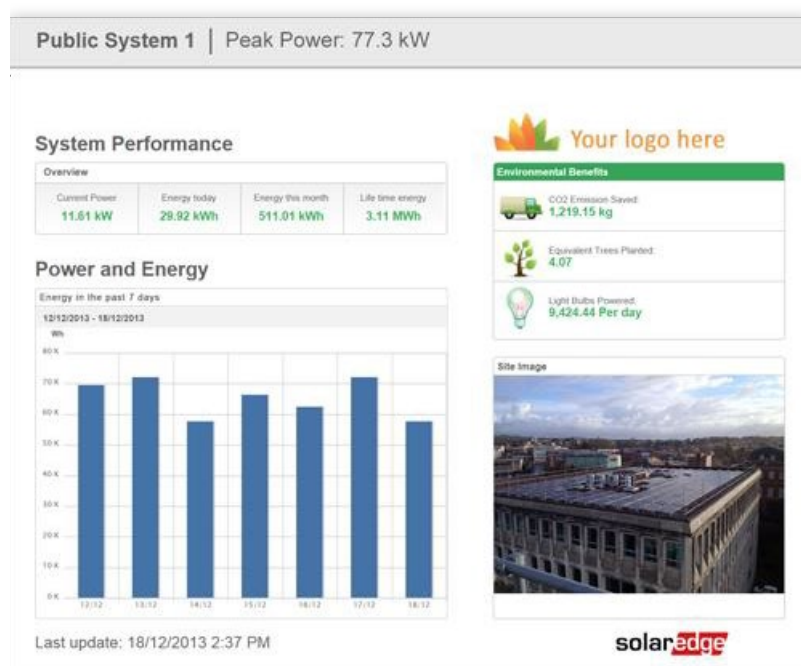 Public System 1 | Peak Power: 77.3 kW
System Performance
Overview
Current Power
11.61 kW
Energy today
29.92 kWh
Energy this month
511.01 kWh
Life time energy
3.11 MWh
Power and Energy
Energy in the past 7 days
12/12/2013 - 18/12/2013
Wh
80 K
70 K
60 K
50 K
40 K
30 K
20 K
10 K
0 K
12/12 13/12 14/12 15/12 16/12 17/12 18/12
Last update: 18/12/2013 2:37 PM
Your logo here
Environmental Benefits
CO2 Emission Saved:
1,219.15 kg
Equivalent Trees Planted:
4.07
Light Bulbs Powered:
9,424.44 Per day
Site Image
solaredge